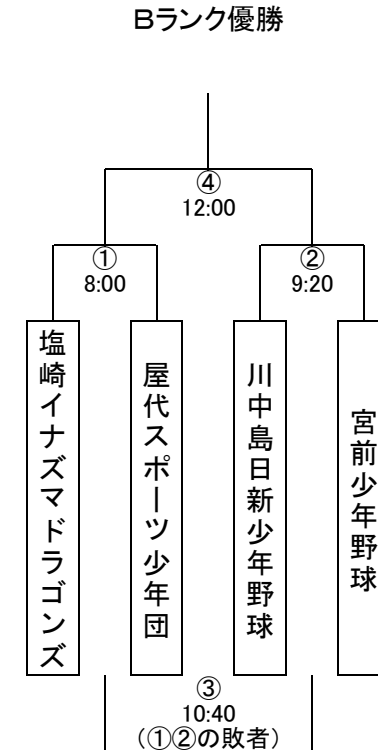 Bランク優勝
④
12:00
①
8:00
②
9:20
塩崎イナズマドラゴンズ
屋代スポーツ少年団
川中島日新少年野球
宮前少年野球
③
10:40
（①②の敗者）